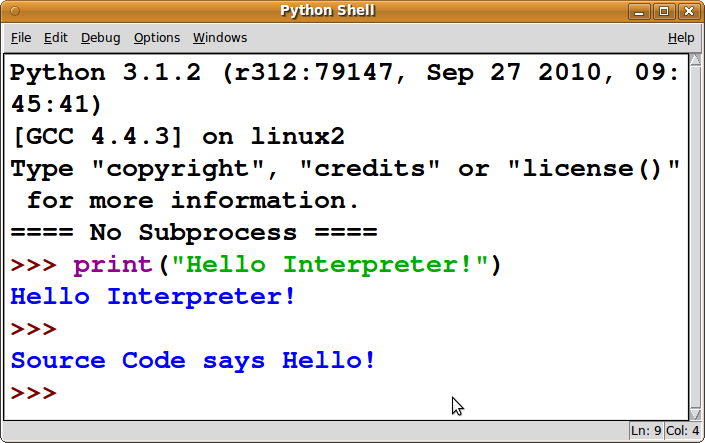 Python Shell
File Edit Debug Options Windows Help
Python 3.1.2 (r312:79147, Sep 27 2010, 09:
45:41)
[GCC 4.4.3] on linux2
Type "copyright", "credits" or "license()"
 for more information.
==== No Subprocess ====
>>> print("Hello Interpreter!")
Hello Interpreter!
>>>
Source Code says Hello!
>>>
Ln: 9 Col: 4